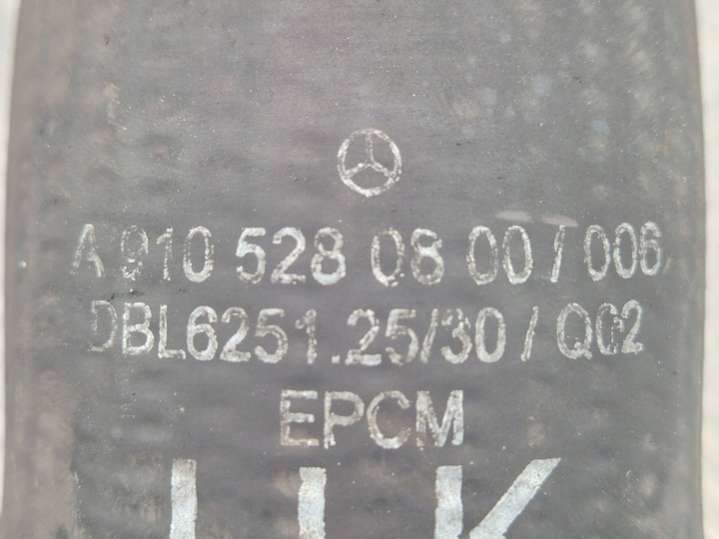 A 910 528 08 00 / 006
DBL6251.25/30 / Q02
EPCM